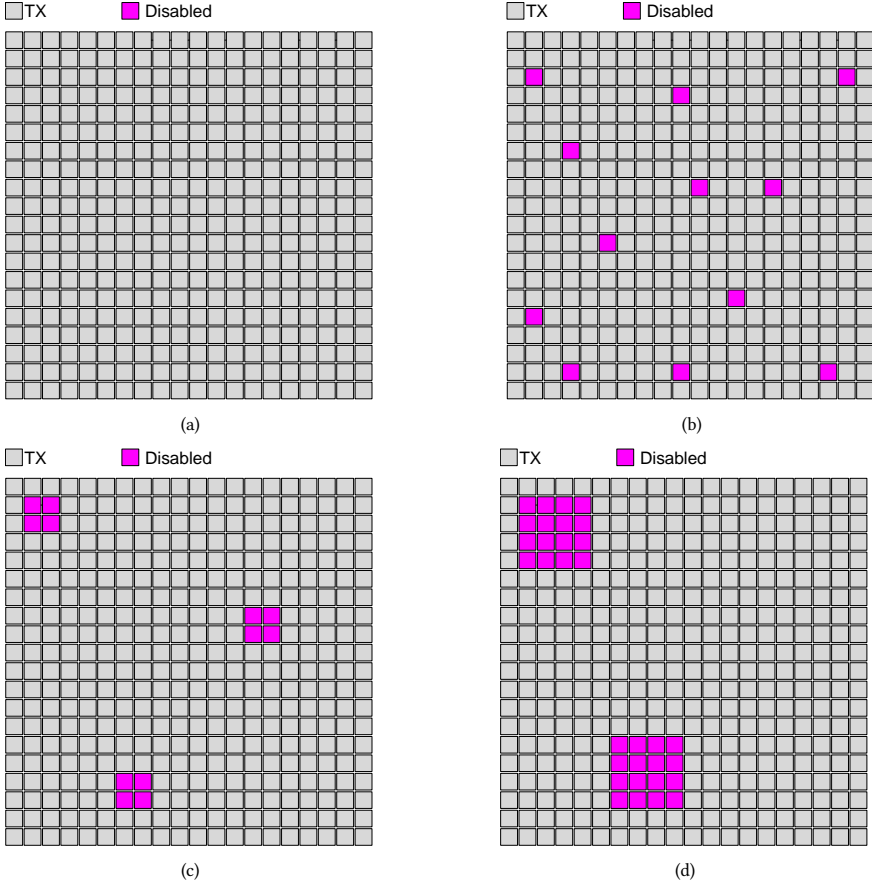 TX Disabled
TX Disabled
(a)
(b)
TX Disabled
TX Disabled
(c)
(d)